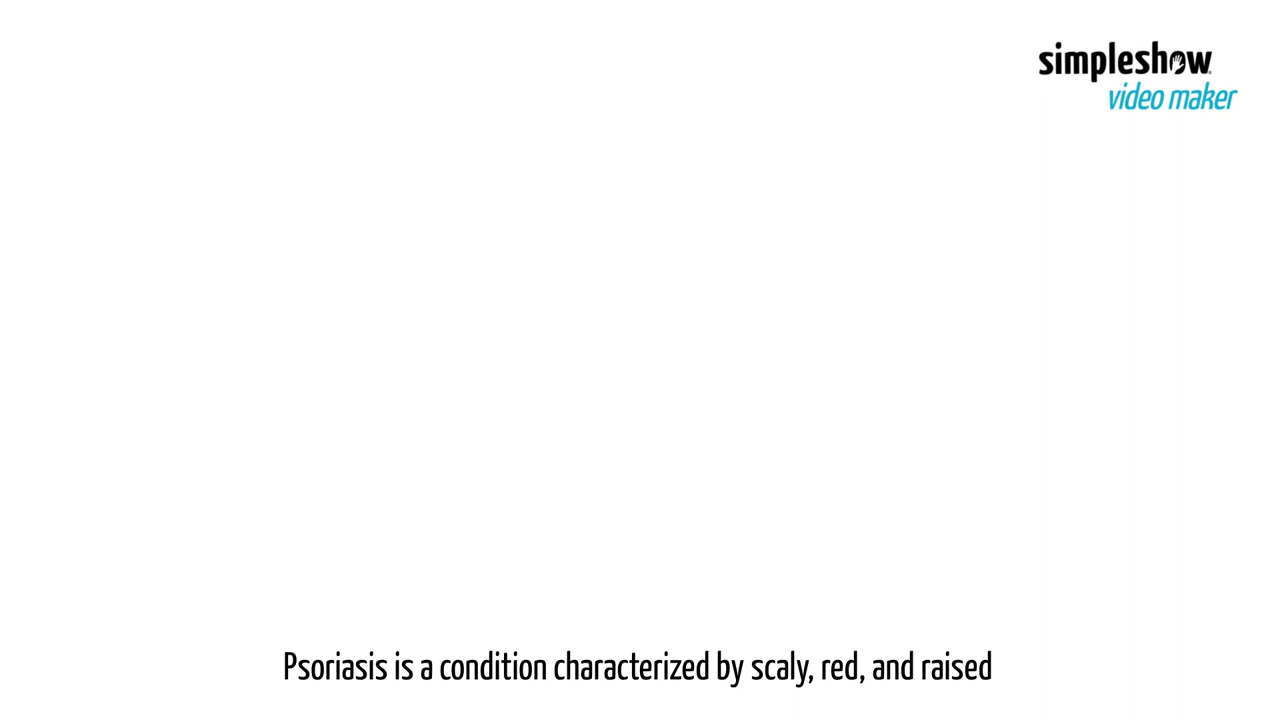 simpleshow
video maker
Psoriasis is a condition characterized by scaly, red, and raised